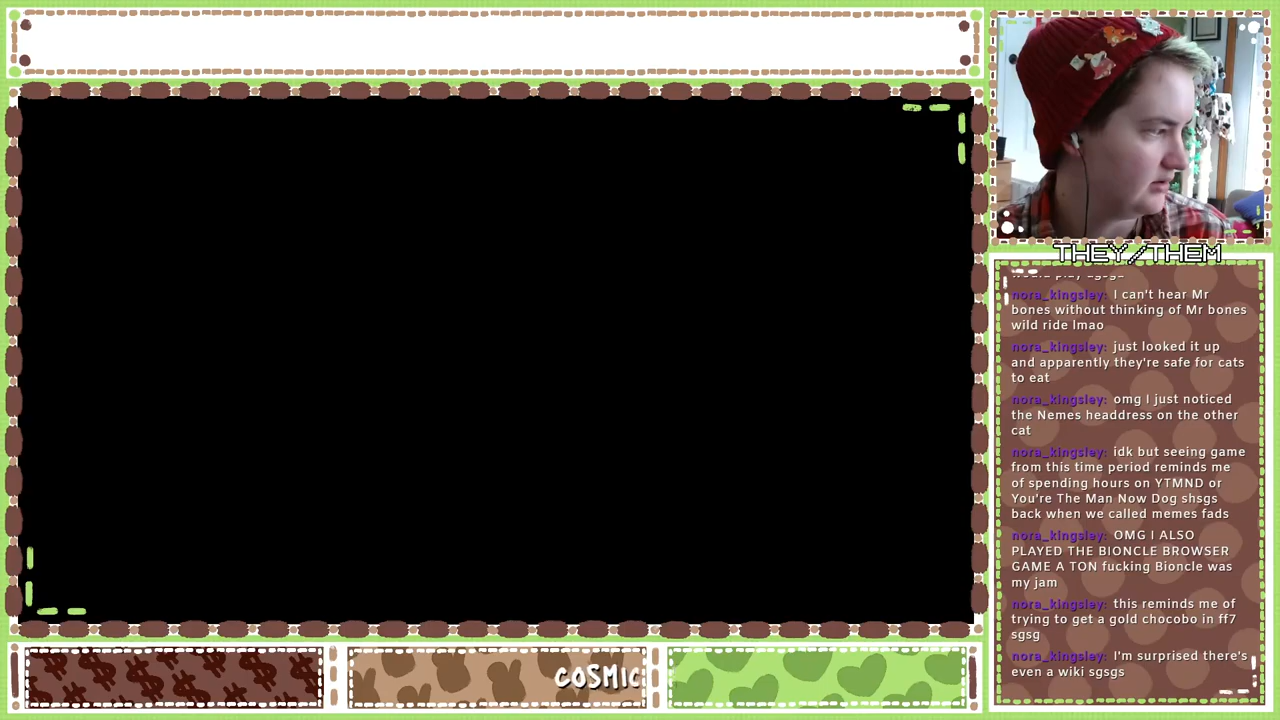 THEY/THEM
nora_kingsley: I can't hear Mr
bones without thinking of Mr bones
wild ride lmao
nora_kingsley: just looked it up
and apparently they're safe for cats
to eat
nora_kingsley: omg I just noticed
the Nemes headdress on the other
cat
nora_kingsley: idk but seeing game
from this time period reminds me
of spending hours on YTMND or
You're The Man Now Dog shsgs
back when we called memes fads
nora_kingsley: OMG I ALSO
PLAYED THE BIONCLE BROWSER
GAME A TON fucking Bioncle was
my jam
nora_kingsley: this reminds me of
trying to get a gold chocobo in ff7
sgsg
nora_kingsley: I'm surprised there's
even a wiki sgsgs
COSMIC